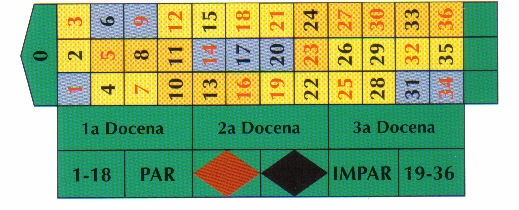 3 6 9 12 15 18 21 24 27 30 33 36
0 2 5 8 11 14 17 20 23 26 29 32 35
1 4 7 10 13 16 19 22 25 28 31 34
1a Docena 2a Docena 3a Docena
1-18 PAR IMPAR 19-36